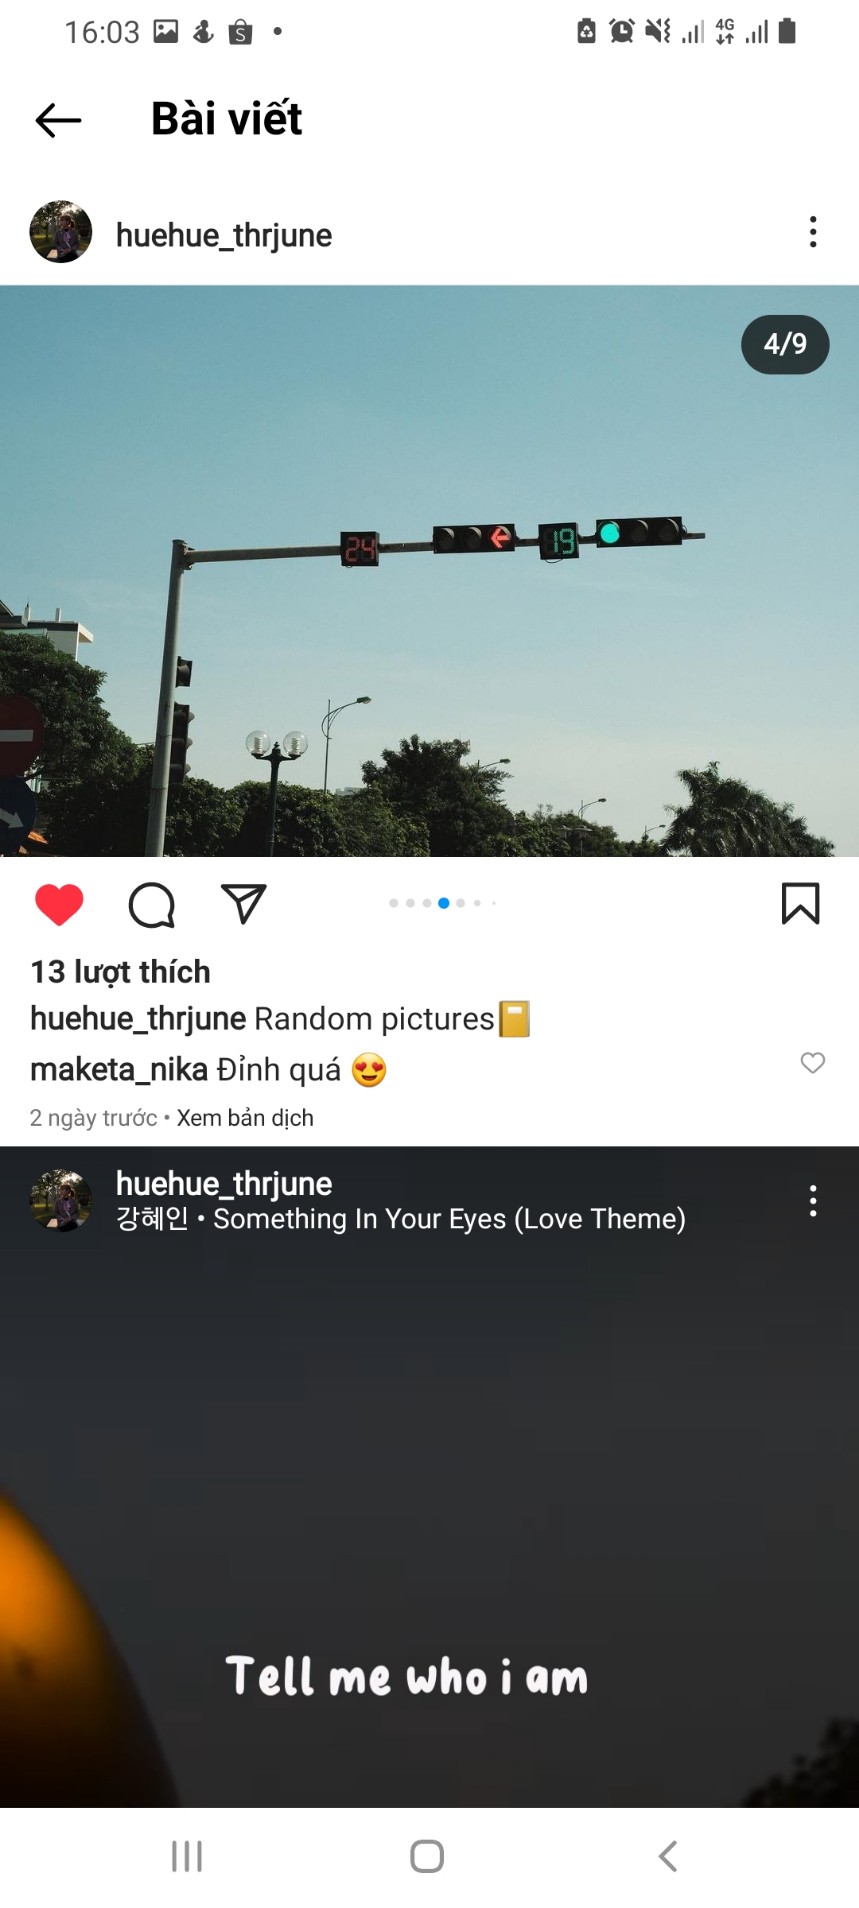 16:03
4G
Bài viết
huehue_thrjune
4/9
24
19
13 lượt thích
huehue_thrjune Random pictures📒
maketa_nika Đỉnh quá 😍
2 ngày trước • Xem bản dịch
huehue_thrjune
강혜인 • Something In Your Eyes (Love Theme)
Tell me who i am